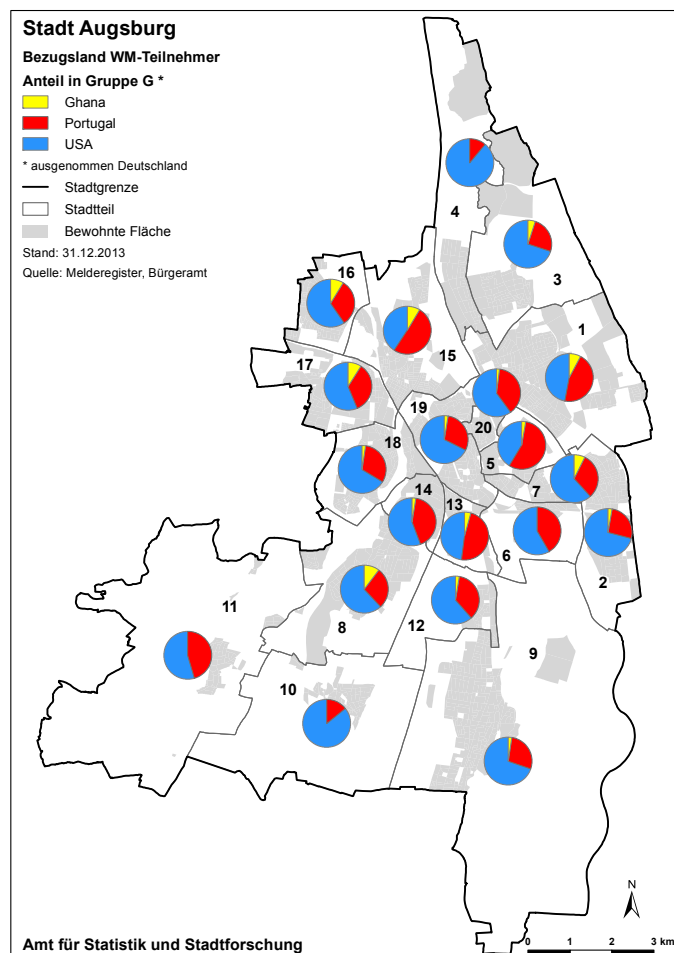 Stadt Augsburg
Bezugsland WM-Teilnehmer
Anteil in Gruppe G *
Ghana
Portugal
USA
* ausgenommen Deutschland
Stadtgrenze
Stadtteil
Bewohnte Fläche
Stand: 31.12.2013
Quelle: Melderegister, Bürgeramt
4
3
16
1
15
17
19
20
18
5
14
7
13
6
2
11
8
12
9
10
N
0 1 2 3 km
Amt für Statistik und Stadtforschung